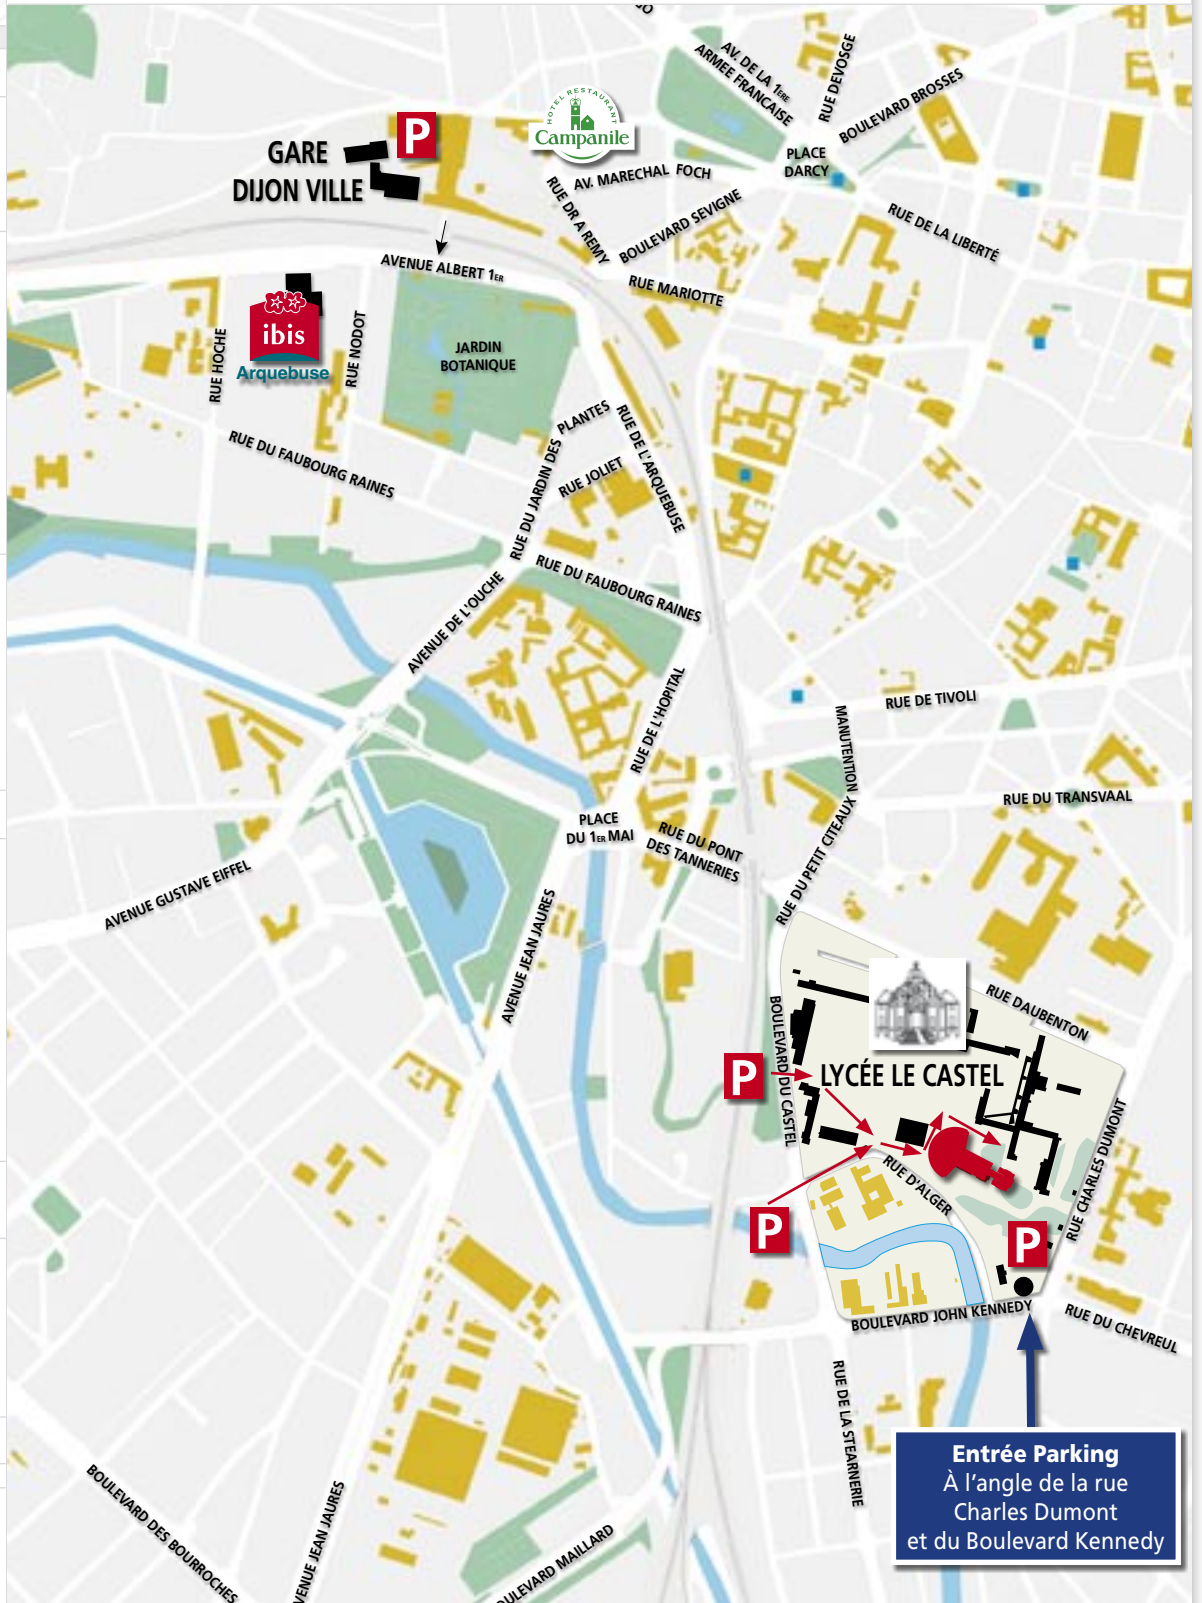 AV. DE LA 1ÈRE
ARMEE FRANCAISE
RUE DEVOSGE
BOULEVARD BROSSES
HOTEL RESTAURANT
Campanile
P
GARE
DIJON VILLE
PLACE
DARCY
AV. MARECHAL FOCH
RUE DR A REMY
BOULEVARD SEVIGNE
RUE DE LA LIBERTÉ
AVENUE ALBERT 1ER
RUE MARIOTTE
ibis
Arquebuse
RUE HOCHE
RUE NODOT
JARDIN
BOTANIQUE
RUE DU FAUBOURG RAINES
RUE DU JARDIN DES PLANTES
RUE JOLIET
RUE DE L'ARQUEBUSE
RUE DU FAUBOURG RAINES
AVENUE DE L'OUCHE
RUE DE L'HOPITAL
RUE DE TIVOLI
MANUTENTION
RUE DU TRANSVAAL
PLACE
DU 1ER MAI
RUE DU PONT
DES TANNERIES
RUE DU PETIT CITEAUX
AVENUE GUSTAVE EIFFEL
AVENUE JEAN JAURES
RUE DAUBENTON
BOULEVARD DU CASTEL
P
LYCÉE LE CASTEL
RUE CHARLES DUMONT
RUE D'ALGER
P
P
BOULEVARD JOHN KENNEDY
RUE DU CHEVREUL
RUE DE LA STEARNERIE
Entrée Parking
À l'angle de la rue
Charles Dumont
et du Boulevard Kennedy
BOULEVARD DES BOURROCHES
VENUE JEAN JAURES
OULEVARD MAILLARD